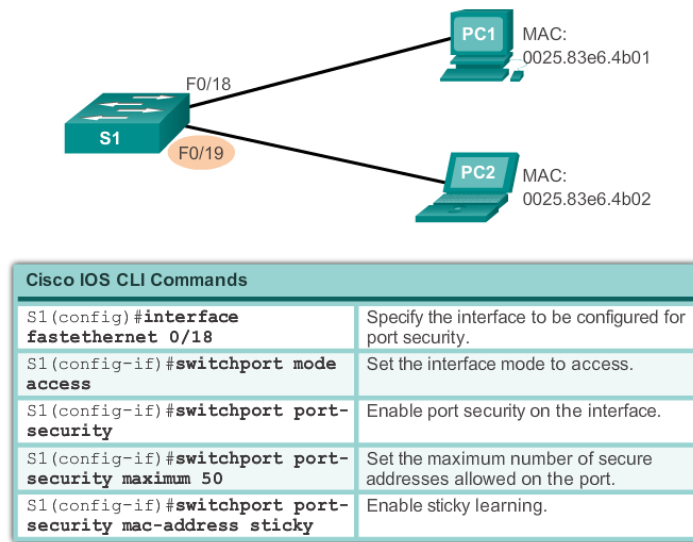 PC1
MAC:
0025.83e6.4b01
F0/18
S1
F0/19
PC2
MAC:
0025.83e6.4b02
Cisco IOS CLI Commands
S1(config)#interface
fastethernet 0/18
Specify the interface to be configured for
port security.
S1(config-if)#switchport mode
access
Set the interface mode to access.
S1(config-if)#switchport port-
security
Enable port security on the interface.
S1(config-if)#switchport port-
security maximum 50
Set the maximum number of secure
addresses allowed on the port.
S1(config-if)#switchport port-
security mac-address sticky
Enable sticky learning.